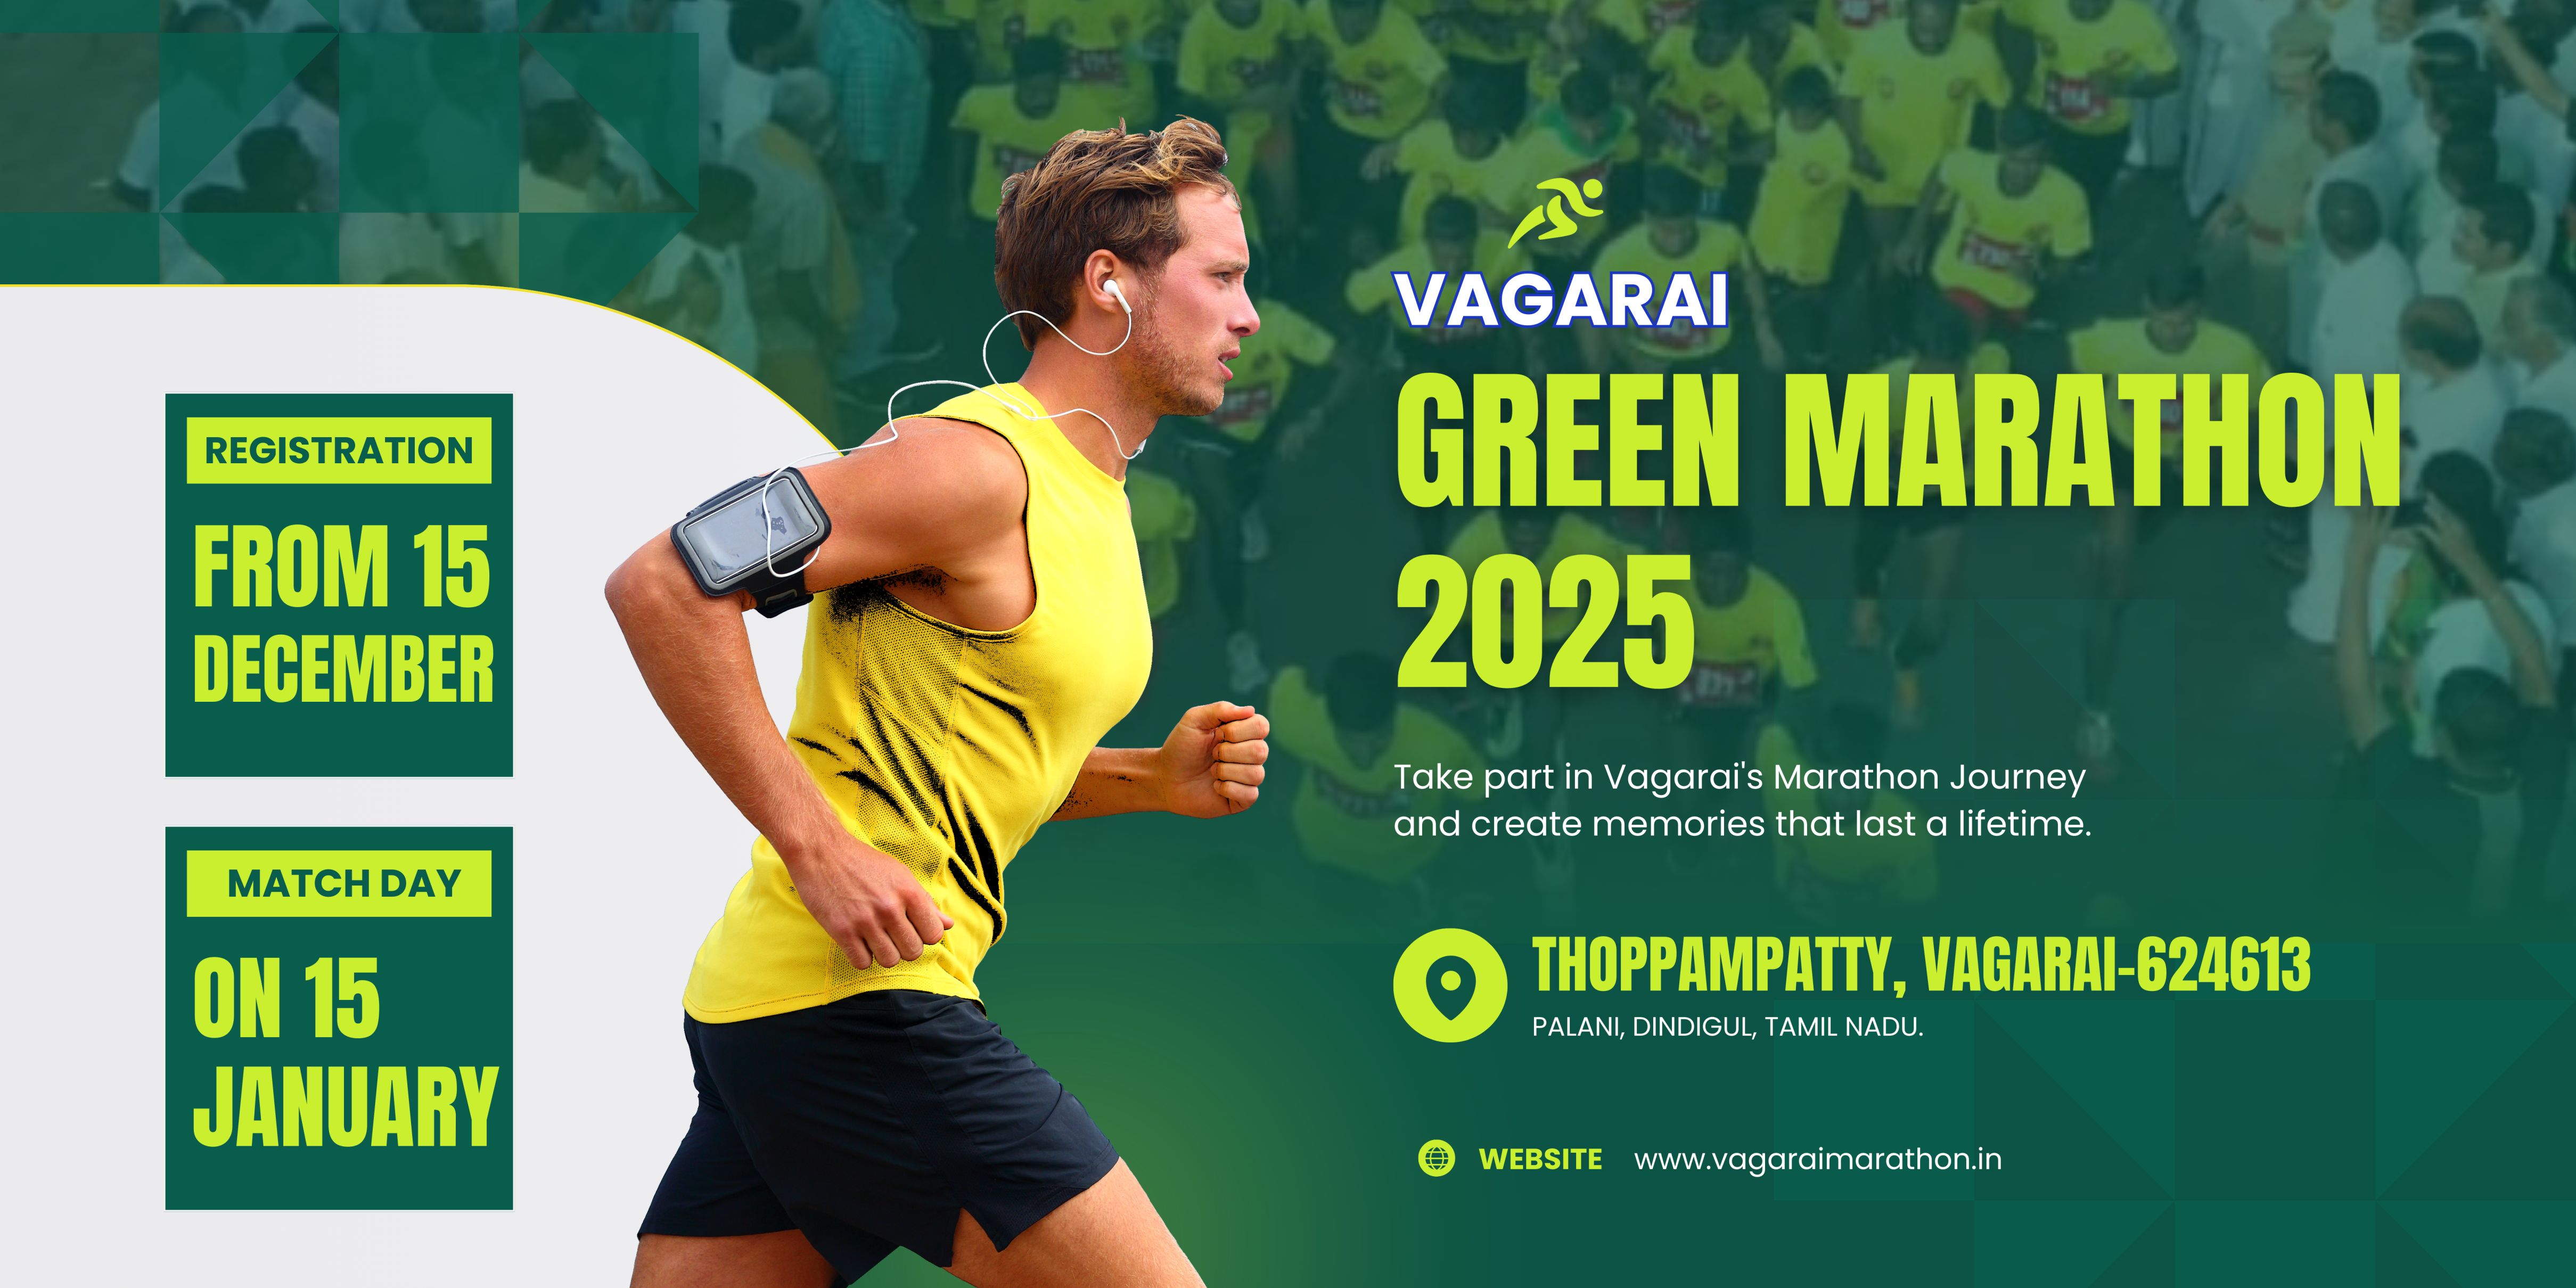 REGISTRATION
FROM 15
DECEMBER
MATCH DAY
ON 15
JANUARY
VAGARAI
GREEN MARATHON
2025
Take part in Vagarai's Marathon Journey
and create memories that last a lifetime.
THOPPAMPATTY, VAGARAI-624613
PALANI, DINDIGUL, TAMIL NADU.
WEBSITE www.vagaraimarathon.in